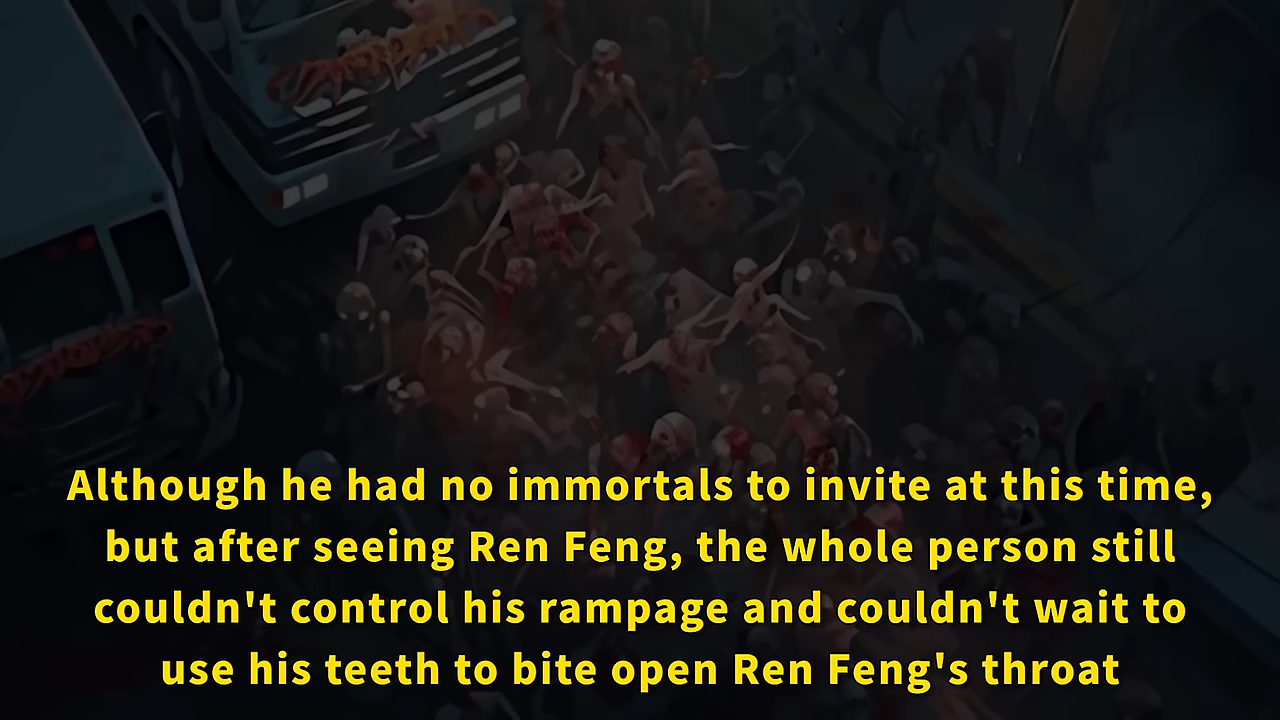 Although he had no immortals to invite at this time,
but after seeing Ren Feng, the whole person still
couldn't control his rampage and couldn't wait to
use his teeth to bite open Ren Feng's throat